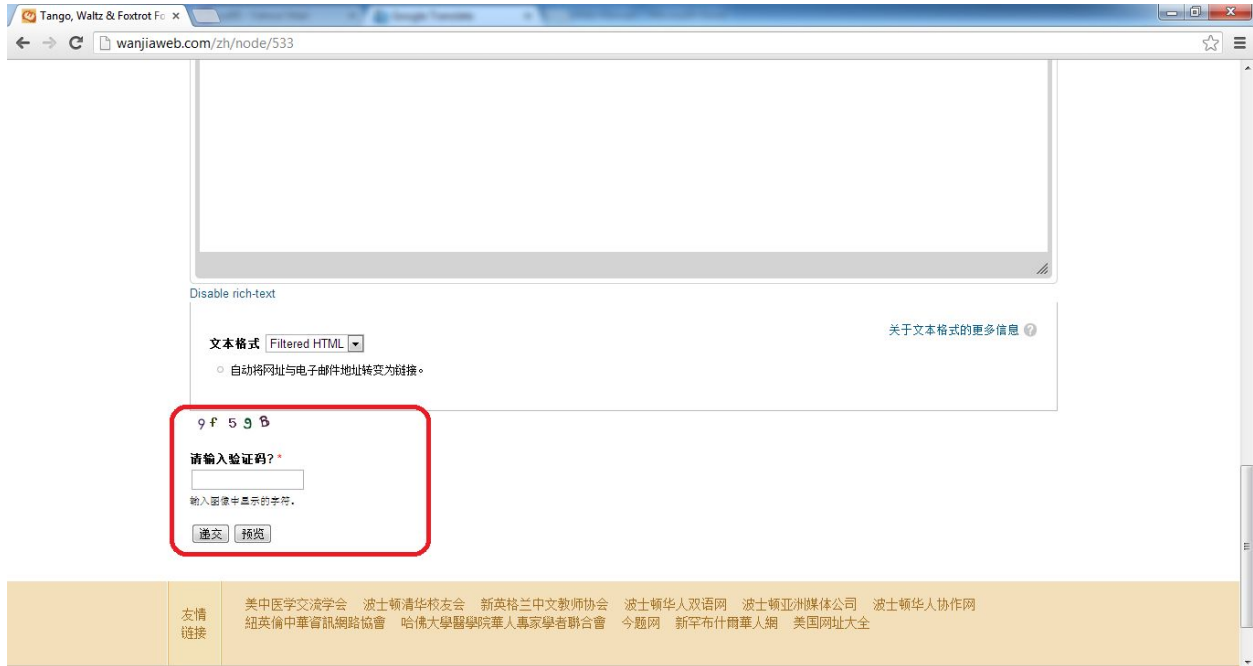 Tango, Waltz & Foxtrot Fo
wanjiaweb.com/zh/node/533
Disable rich-text
关于文本格式的更多信息
文本格式 Filtered HTML
自动将网址与电子邮件地址转变为链接。
9f 59B
请输入验证码? *
输入图像中显示的字符.
递交 预览
友情链接
美中医学交流学会 波士顿清华校友会 新英格兰中文教师协会 波士顿华人双语网 波士顿亚洲媒体公司 波士顿华人协作网
紐英倫中華資訊網路協會 哈佛大學醫學院華人專家學者聯合會 今题网 新罕布什爾華人網 美国网址大全